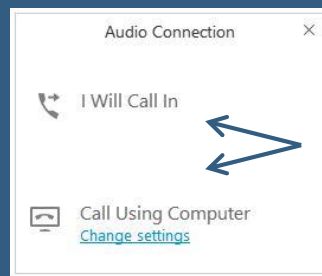 Audio Connection
I Will Call In
Call Using Computer
Change settings